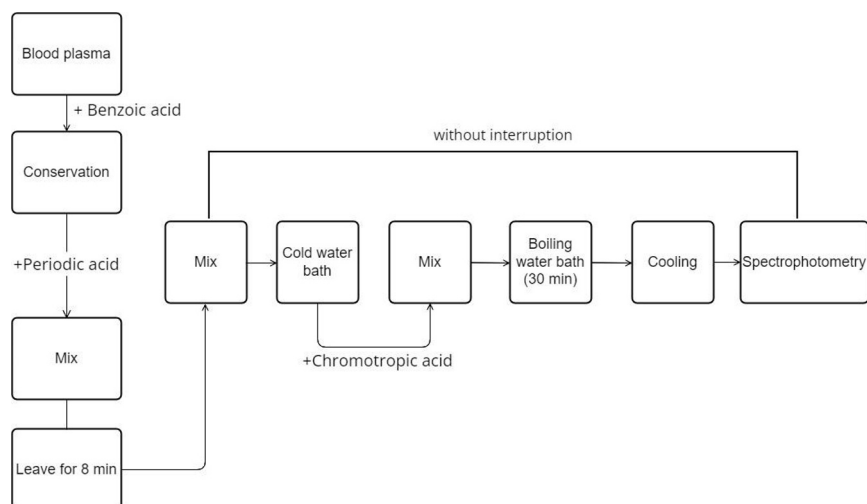 Blood plasma
+ Benzoic acid
Conservation
+Periodic acid
Mix
Leave for 8 min
without interruption
Mix
Cold water
bath
+Chromotropic acid
Mix
Boiling
water bath
(30 min)
Cooling
Spectrophotometry